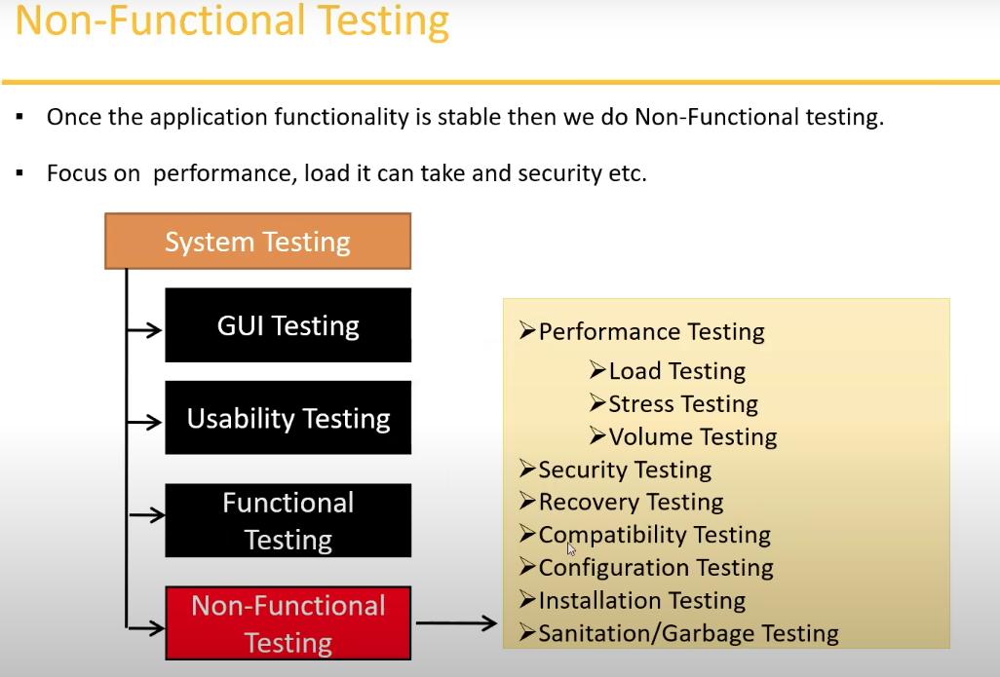 Non-Functional Testing
▪ Once the application functionality is stable then we do Non-Functional testing.
▪ Focus on performance, load it can take and security etc.
System Testing
GUI Testing
Usability Testing
Functional
Testing
Non-Functional
Testing
➢Performance Testing
➢Load Testing
➢Stress Testing
➢Volume Testing
➢Security Testing
➢Recovery Testing
➢Compatibility Testing
➢Configuration Testing
➢Installation Testing
➢Sanitation/Garbage Testing